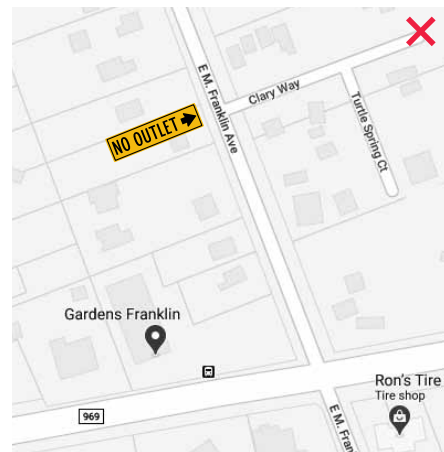 E M. Franklin Ave
Clary Way
Turtle Spring Ct
NO OUTLET
Gardens Franklin
969
Ron's Tire
Tire shop
E M. Fran